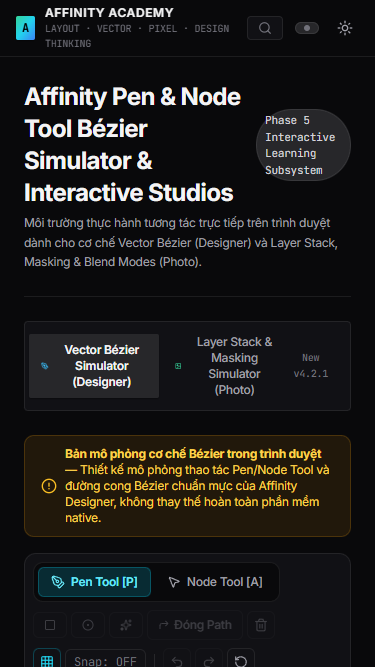 A
AFFINITY ACADEMY
LAYOUT · VECTOR · PIXEL · DESIGN
THINKING
Affinity Pen & Node
Tool Bézier
Simulator &
Interactive Studios
Phase 5
Interactive
Learning
Subsystem
Môi trường thực hành tương tác trực tiếp trên trình duyệt
dành cho cơ chế Vector Bézier (Designer) và Layer Stack,
Masking & Blend Modes (Photo).
Vector Bézier
Simulator
(Designer)
Layer Stack &
Masking
Simulator
(Photo)
New
v4.2.1
Bản mô phỏng cơ chế Bézier trong trình duyệt
— Thiết kế mô phỏng thao tác Pen/Node Tool và
đường cong Bézier chuẩn mực của Affinity
Designer, không thay thế hoàn toàn phần mềm
native.
Pen Tool [P]
Node Tool [A]
Đóng Path
Snap: OFF